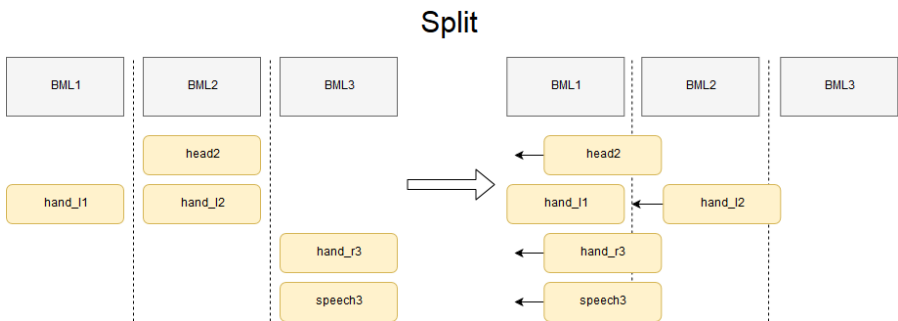 Split
BML1 BML2 BML3 BML1 BML2 BML3
head2 head2
hand_l1 hand_l2 hand_l1 hand_l2
hand_r3 hand_r3
speech3 speech3